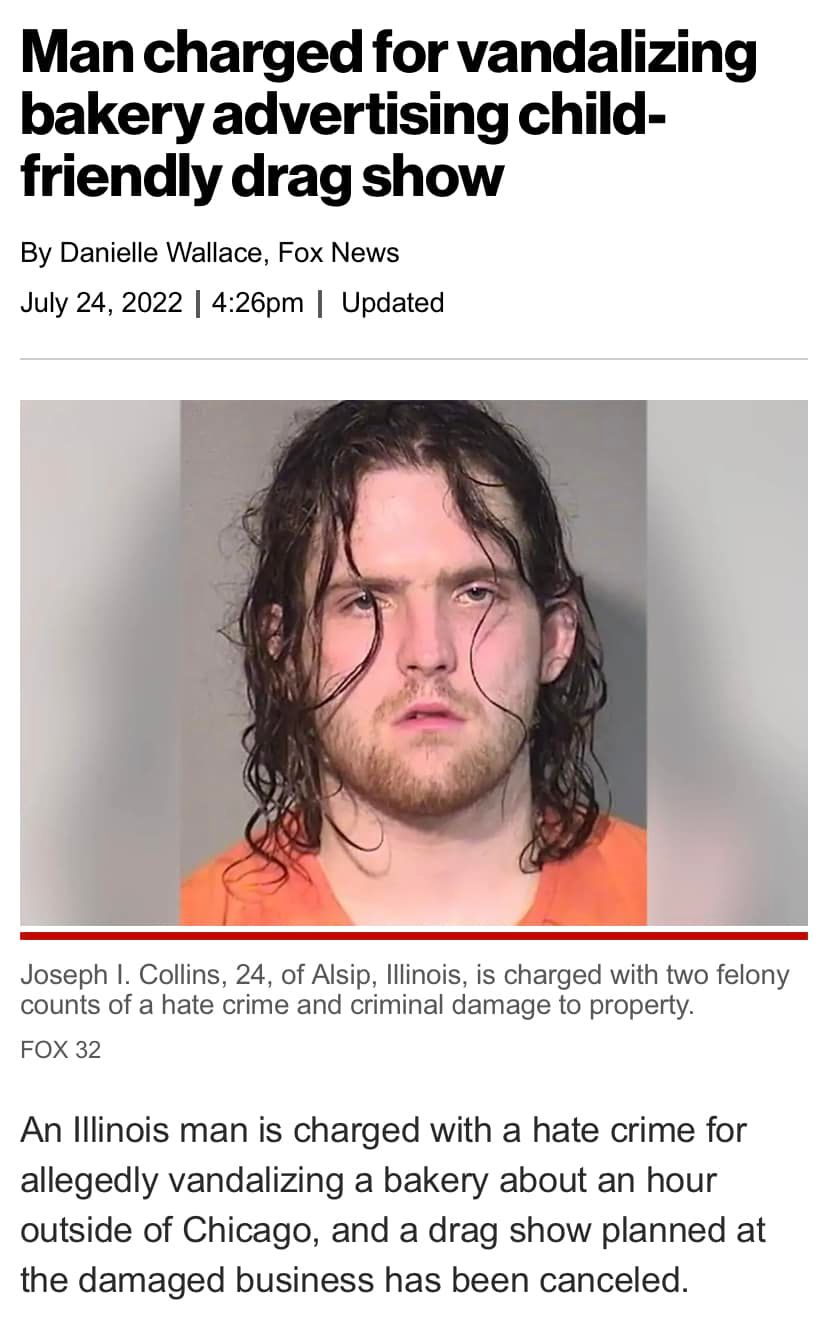 Man charged for vandalizing
bakery advertising child-
friendly drag show
By Danielle Wallace, Fox News
July 24, 2022 | 4:26pm | Updated
Joseph I. Collins, 24, of Alsip, Illinois, is charged with two felony
counts of a hate crime and criminal damage to property.
FOX 32
An Illinois man is charged with a hate crime for
allegedly vandalizing a bakery about an hour
outside of Chicago, and a drag show planned at
the damaged business has been canceled.